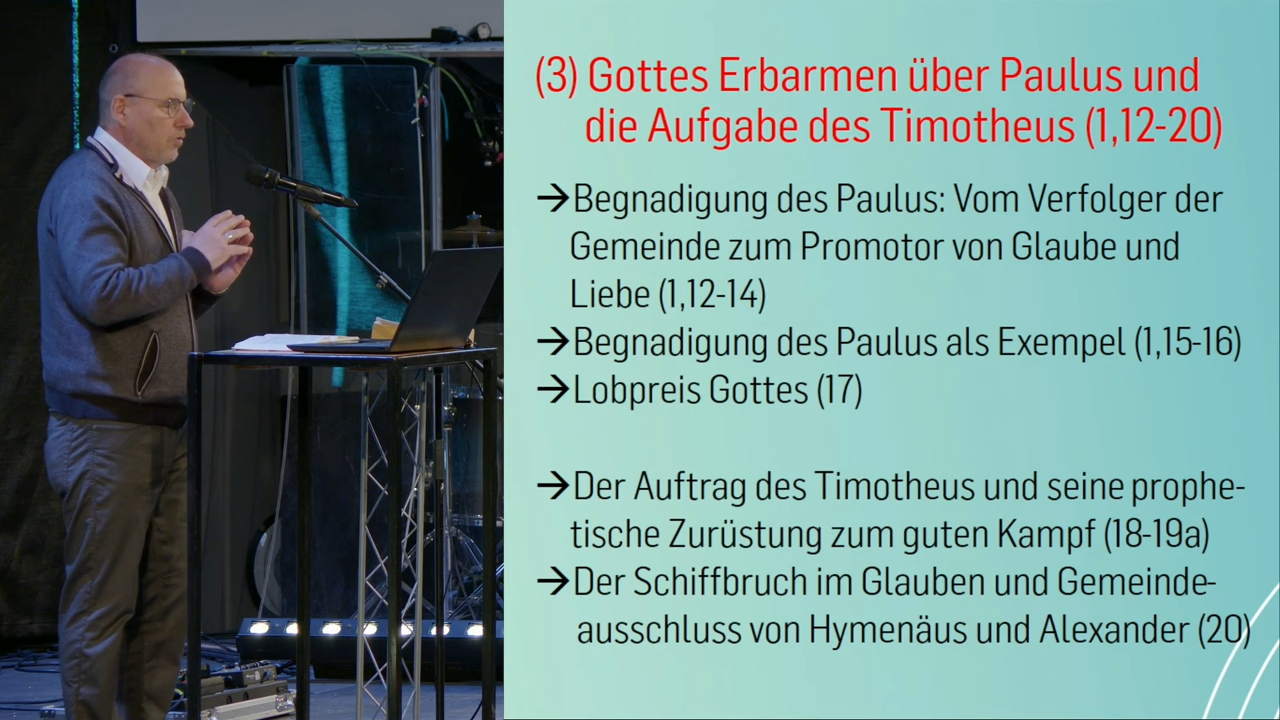 (3) Gottes Erbarmen über Paulus und
die Aufgabe des Timotheus (1,12-20)
→Begnadigung des Paulus: Vom Verfolger der
Gemeinde zum Promotor von Glaube und
Liebe (1,12-14)
→Begnadigung des Paulus als Exempel (1,15-16)
→Lobpreis Gottes (17)
→Der Auftrag des Timotheus und seine prophe-
tische Zurüstung zum guten Kampf (18-19a)
→Der Schiffbruch im Glauben und Gemeinde-
ausschluss von Hymenäus und Alexander (20)